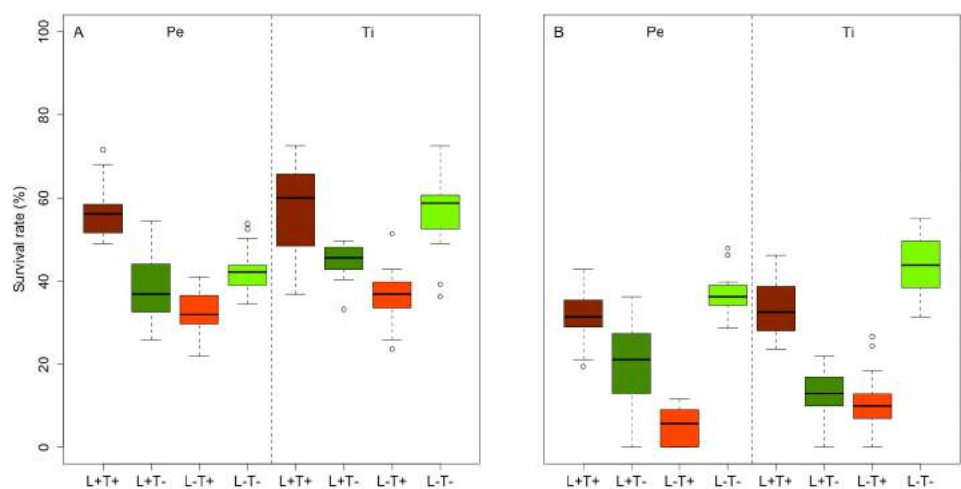 A Pe Ti
B Pe Ti
100
80
60
40
20
0
Survival rate (%)
L+T+ L+T- L-T+ L-T- L+T+ L+T- L-T+ L-T-
L+T+ L+T- L-T+ L-T- L+T+ L+T- L-T+ L-T-